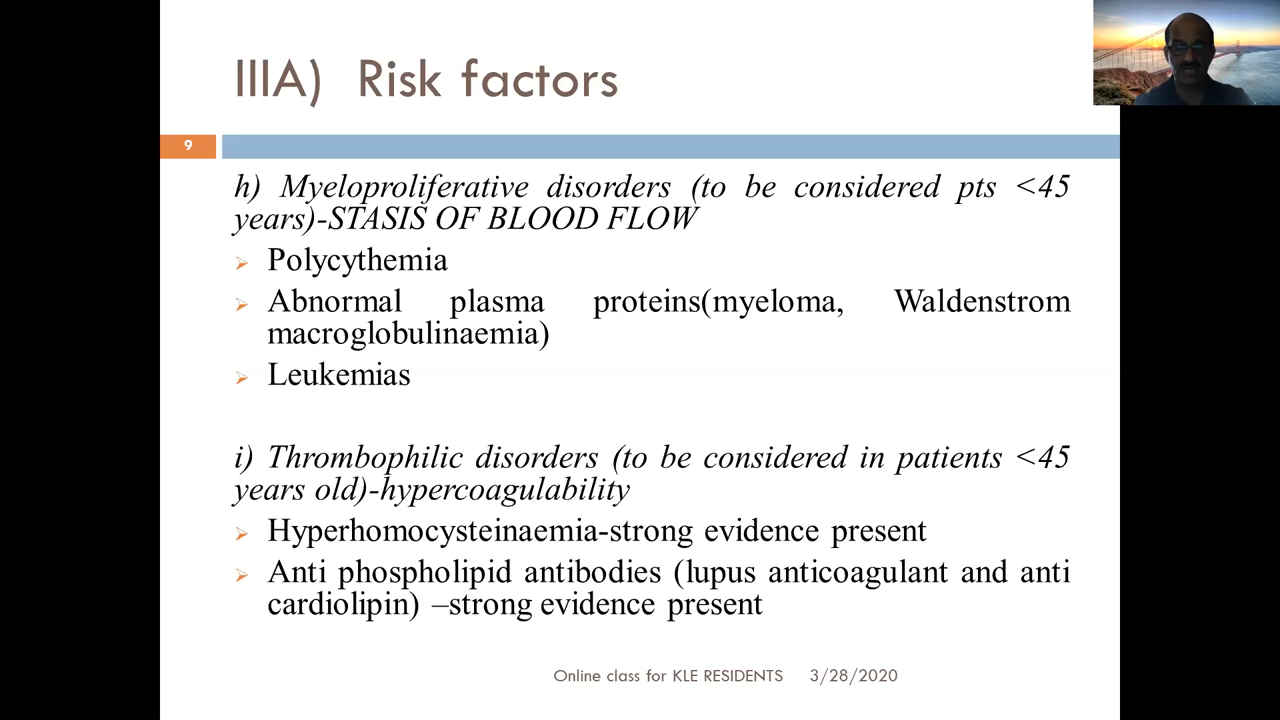 IIIA) Risk factors
9
h) Myeloproliferative disorders (to be considered pts <45
years)-STASIS OF BLOOD FLOW
Polycythemia
Abnormal plasma proteins(myeloma, Waldenstrom
macroglobulinaemia)
Leukemias
i) Thrombophilic disorders (to be considered in patients <45
years old)-hypercoagulability
Hyperhomocysteinaemia-strong evidence present
Anti phospholipid antibodies (lupus anticoagulant and anti
cardiolipin) –strong evidence present
Online class for KLE RESIDENTS 3/28/2020